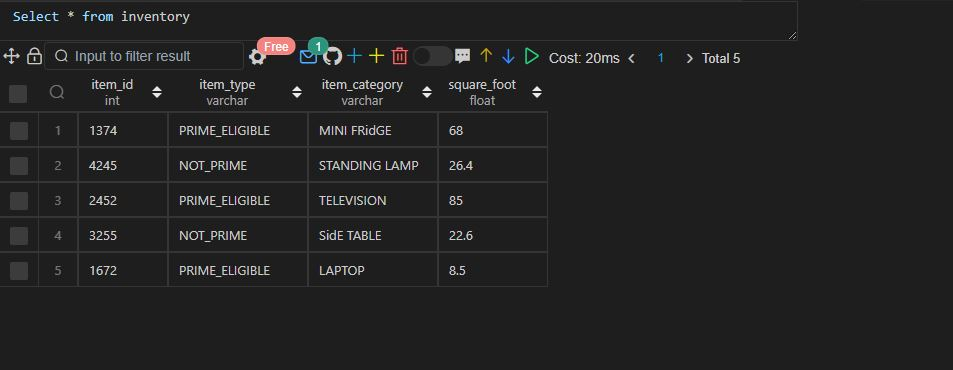 Select * from inventory
Input to filter result Free 1 Cost: 20ms 1 Total 5
item_id item_type item_category square_foot
int varchar varchar float
1 1374 PRIME_ELIGIBLE MINI FRidGE 68
2 4245 NOT_PRIME STANDING LAMP 26.4
3 2452 PRIME_ELIGIBLE TELEVISION 85
4 3255 NOT_PRIME SidE TABLE 22.6
5 1672 PRIME_ELIGIBLE LAPTOP 8.5